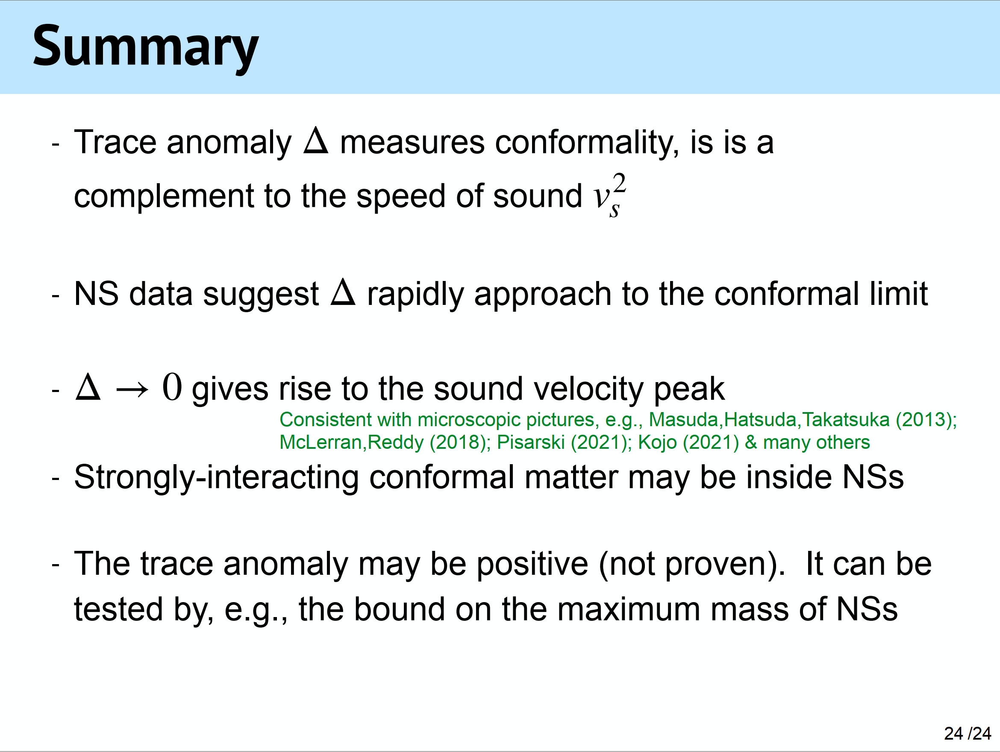 Summary
- Trace anomaly Δ measures conformality, is is a
complement to the speed of sound $v_s^2$
- NS data suggest Δ rapidly approach to the conformal limit
- Δ → 0 gives rise to the sound velocity peak
Consistent with microscopic pictures, e.g., Masuda,Hatsuda,Takatsuka (2013);
McLerran,Reddy (2018); Pisarski (2021); Kojo (2021) & many others
- Strongly-interacting conformal matter may be inside NSs
- The trace anomaly may be positive (not proven).  It can be
tested by, e.g., the bound on the maximum mass of NSs
24 /24